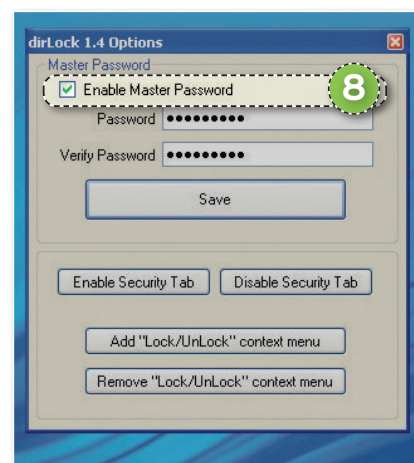 dirLock 1.4 Options
Master Password
Enable Master Password
8
Password •••••••••
Verify Password •••••••••
Save
Enable Security Tab Disable Security Tab
Add "Lock/UnLock" context menu
Remove "Lock/UnLock" context menu